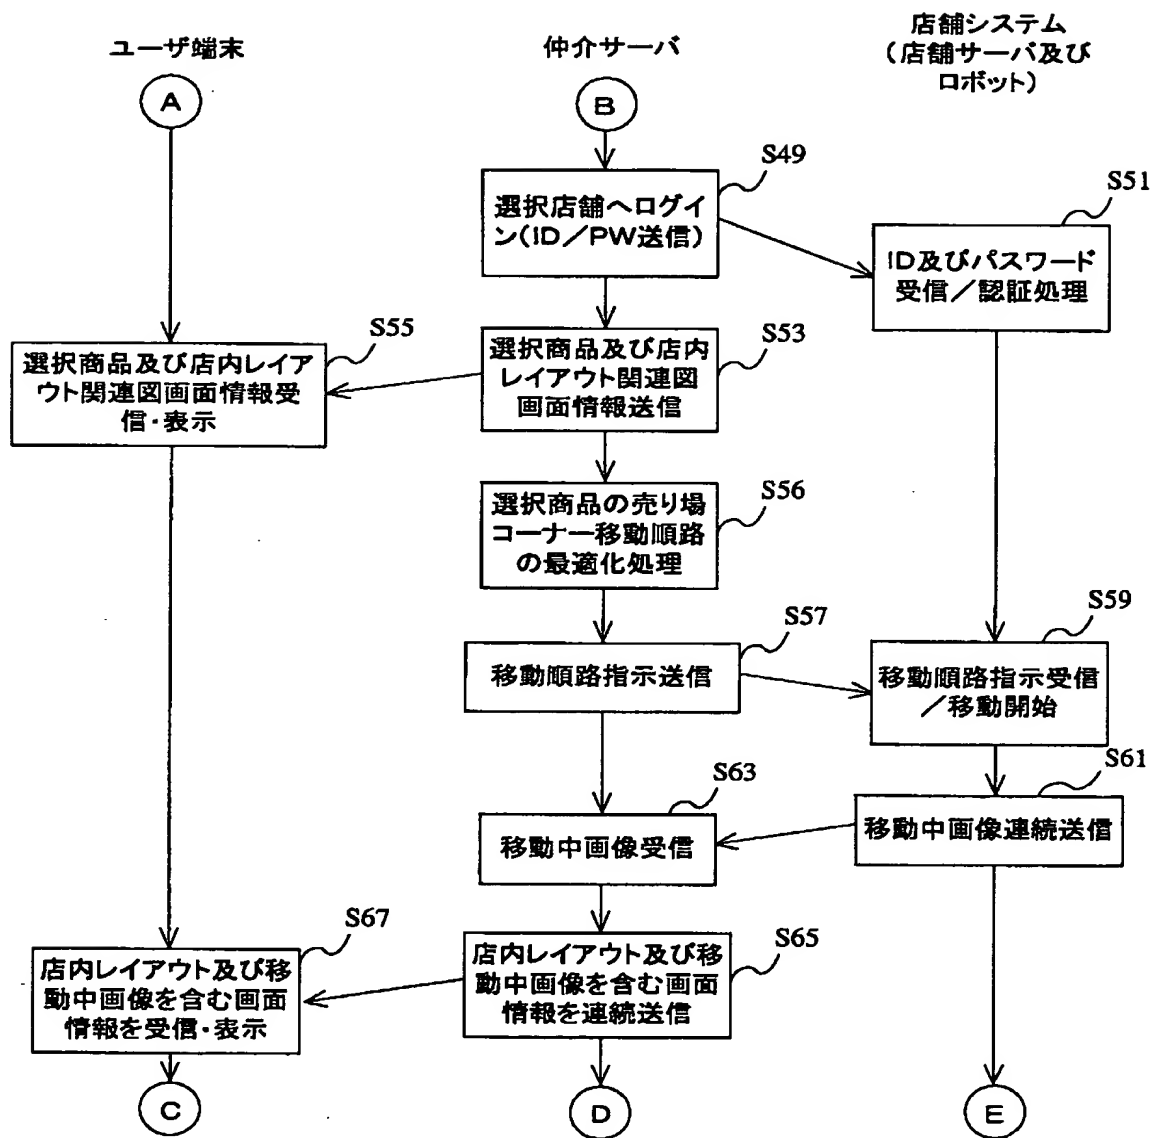 ユーザ端末
仲介サーバ
店舗システム
(店舗サーバ及び
ロボット)
A
B
S49
選択店舗へログイ
ン(ID/PW送信)
S51
ID及びパスワード
受信/認証処理
S55
選択商品及び店内レイア
ウト関連図画面情報受
信・表示
S53
選択商品及び店内
レイアウト関連図
画面情報送信
S56
選択商品の売り場
コーナー移動順路
の最適化処理
S57
移動順路指示送信
S59
移動順路指示受信
/移動開始
S63
移動中画像受信
S61
移動中画像連続送信
S67
店内レイアウト及び移
動中画像を含む画面
情報を受信・表示
S65
店内レイアウト及び移
動中画像を含む画面
情報を連続送信
C
D
E